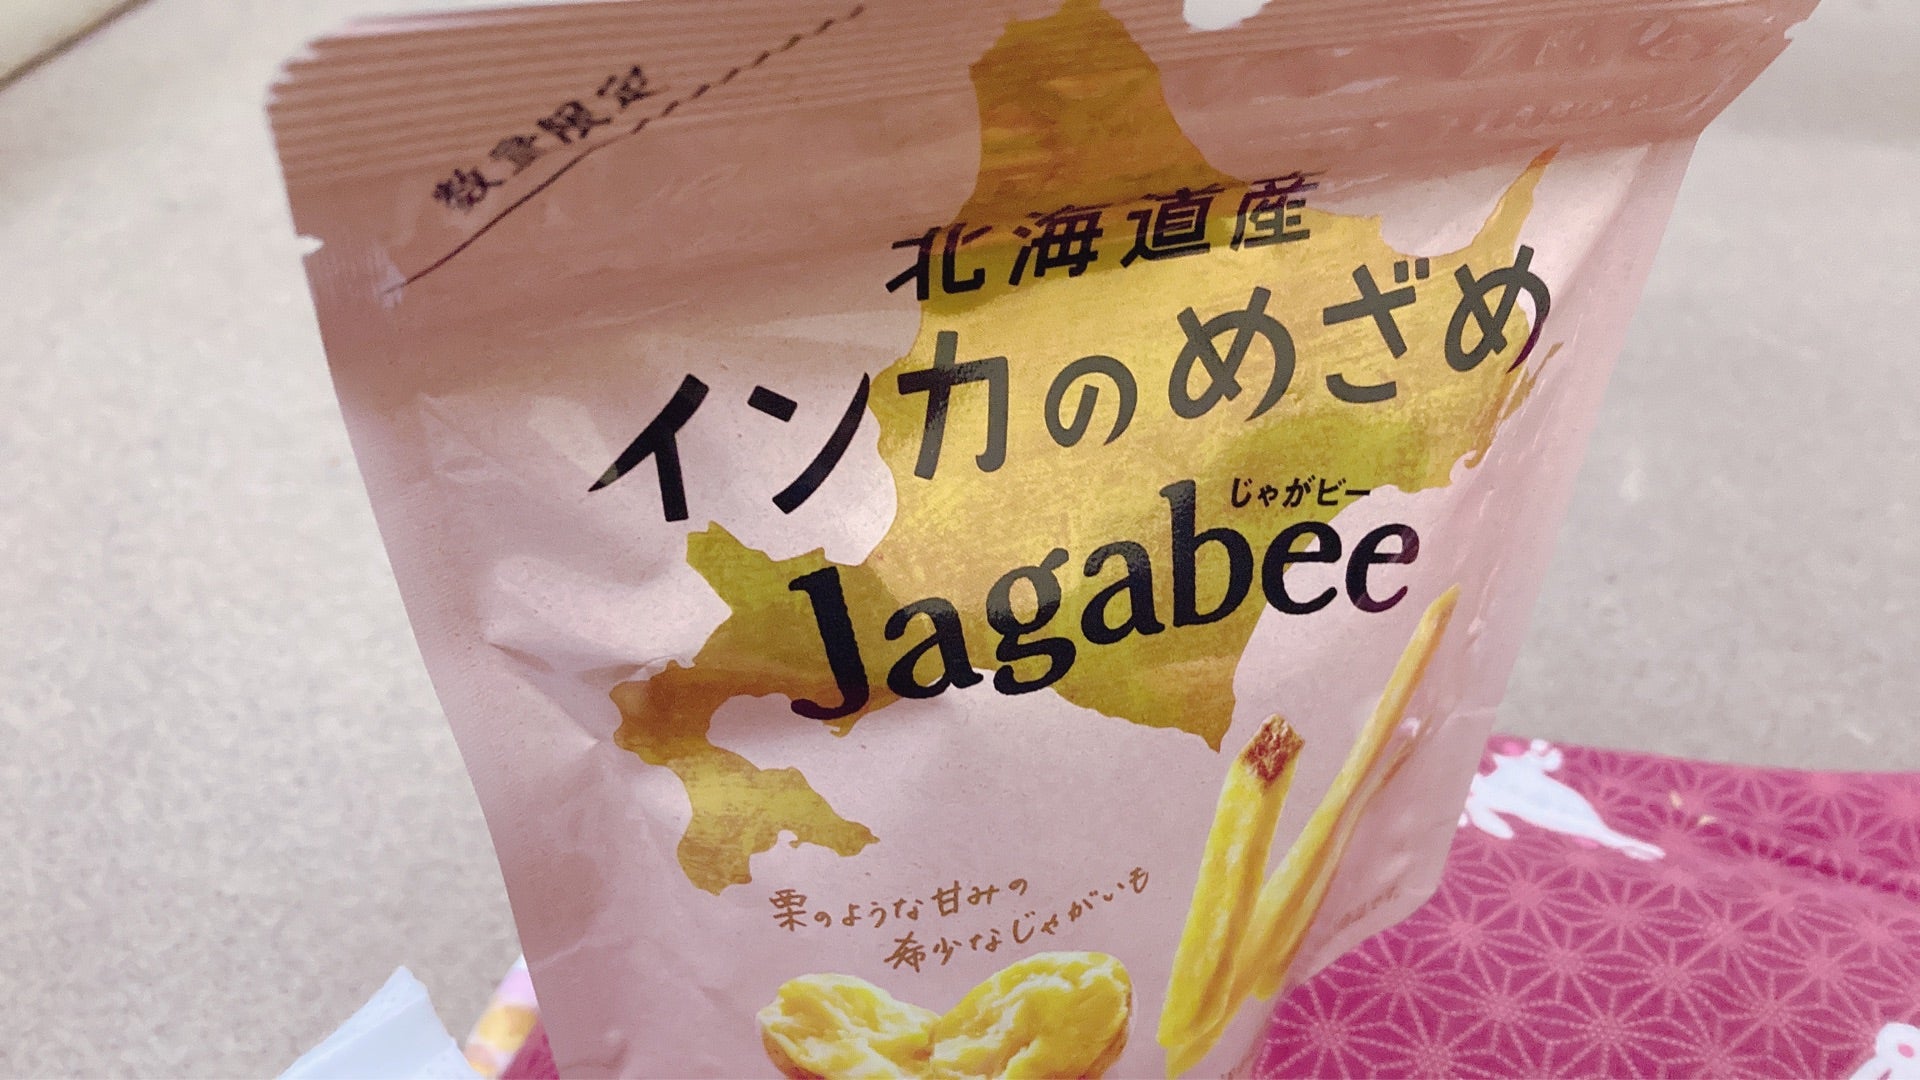 数量限定
北海道産
インカのめざめ
じゃがビー
Jagabee
栗のような甘みの
希少なじゃがいも